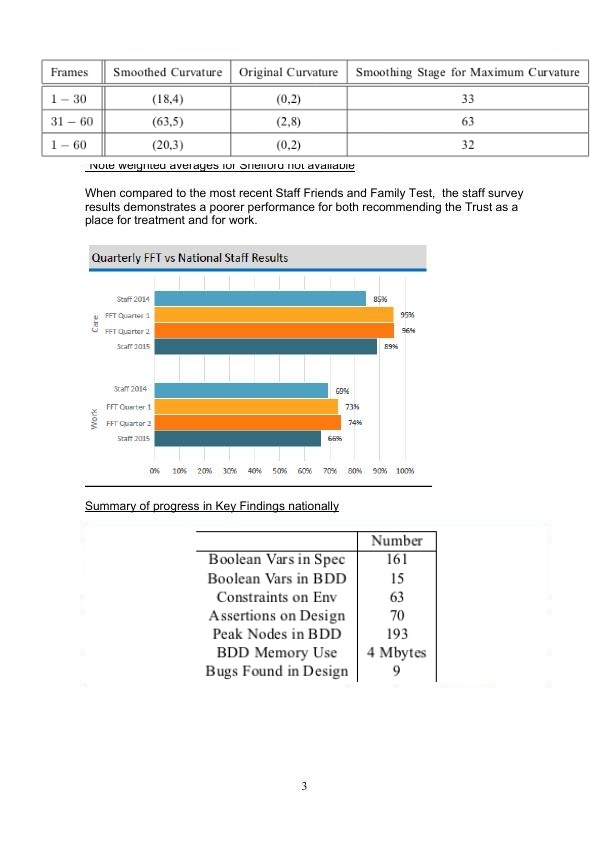 Frames Smoothed Curvature Original Curvature Smoothing Stage for Maximum Curvature
1 – 30 (18,4) (0,2) 33
31 – 60 (63,5) (2,8) 63
1 – 60 (20,3) (0,2) 32
Note weighted averages for Shelford not available
When compared to the most recent Staff Friends and Family Test, the staff survey
results demonstrates a poorer performance for both recommending the Trust as a
place for treatment and for work.
Quarterly FFT vs National Staff Results
Care
Staff 2014 85%
FFT Quarter 1 95%
FFT Quarter 2 96%
Staff 2015 89%
Work
Staff 2014 69%
FFT Quarter 1 73%
FFT Quarter 2 74%
Staff 2015 66%
0% 10% 20% 30% 40% 50% 60% 70% 80% 90% 100%
Summary of progress in Key Findings nationally
Number
Boolean Vars in Spec 161
Boolean Vars in BDD 15
Constraints on Env 63
Assertions on Design 70
Peak Nodes in BDD 193
BDD Memory Use 4 Mbytes
Bugs Found in Design 9
3